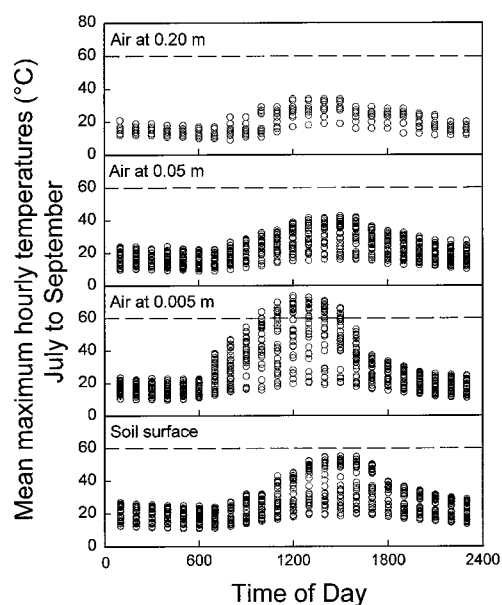 Mean maximum hourly temperatures (°C)
July to September
80
Air at 0.20 m
60
40
20
0
Air at 0.05 m
60
40
20
0
Air at 0.005 m
60
40
20
0
Soil surface
60
40
20
0
0 600 1200 1800 2400
Time of Day